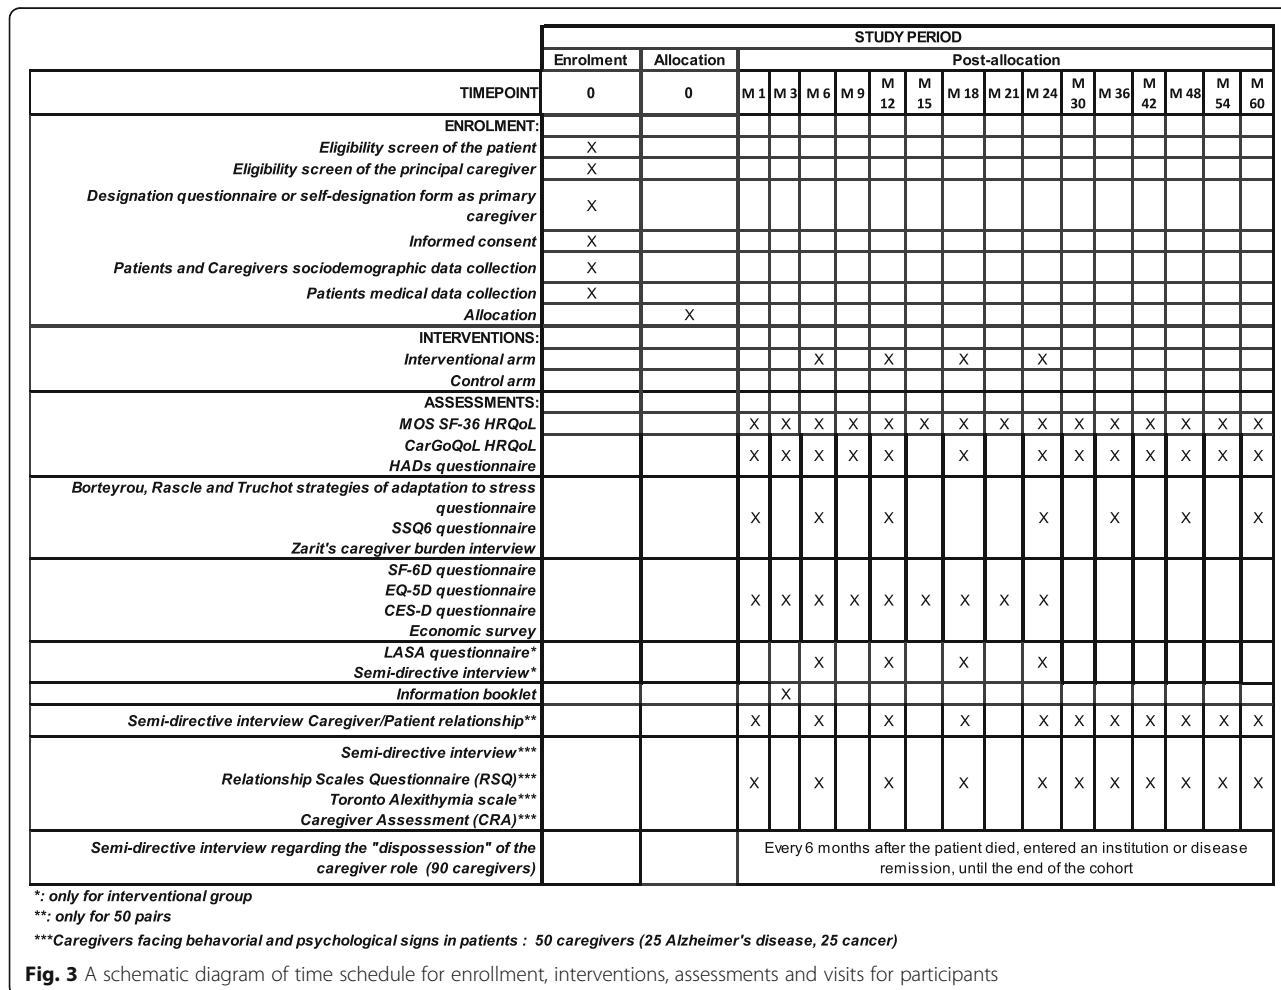 STUDY PERIOD
Enrolment Allocation Post-allocation
TIMEPOINT 0 0 M 1 M 3 M 6 M 9 M 12 M 15 M 18 M 21 M 24 M 30 M 36 M 42 M 48 M 54 M 60
ENROLMENT:
Eligibility screen of the patient X
Eligibility screen of the principal caregiver X
Designation questionnaire or self-designation form as primary
caregiver X
Informed consent X
Patients and Caregivers sociodemographic data collection X
Patients medical data collection X
Allocation X
INTERVENTIONS:
Interventional arm X X X X
Control arm
ASSESSMENTS:
MOS SF-36 HRQoL X X X X X X X X X X X X X X X
CarGoQoL HRQoL
HADs questionnaire X X X X X X X X X X X X X
Borteyrou, Rascle and Truchot strategies of adaptation to stress
questionnaire
SSQ6 questionnaire X X X X X X X
Zarit's caregiver burden interview
SF-6D questionnaire
EQ-5D questionnaire
CES-D questionnaire X X X X X X X X X
Economic survey
LASA questionnaire*
Semi-directive interview* X X X X
Information booklet X
Semi-directive interview Caregiver/Patient relationship** X X X X X X X X X X X
Semi-directive interview***
Relationship Scales Questionnaire (RSQ)*** X X X X X X X X X X X
Toronto Alexithymia scale***
Caregiver Assessment (CRA)***
Semi-directive interview regarding the "dispossession" of the
caregiver role (90 caregivers)
Every 6 months after the patient died, entered an institution or disease
remission, until the end of the cohort
*: only for interventional group
**: only for 50 pairs
***Caregivers facing behavorial and psychological signs in patients : 50 caregivers (25 Alzheimer's disease, 25 cancer)
Fig. 3 A schematic diagram of time schedule for enrollment, interventions, assessments and visits for participants